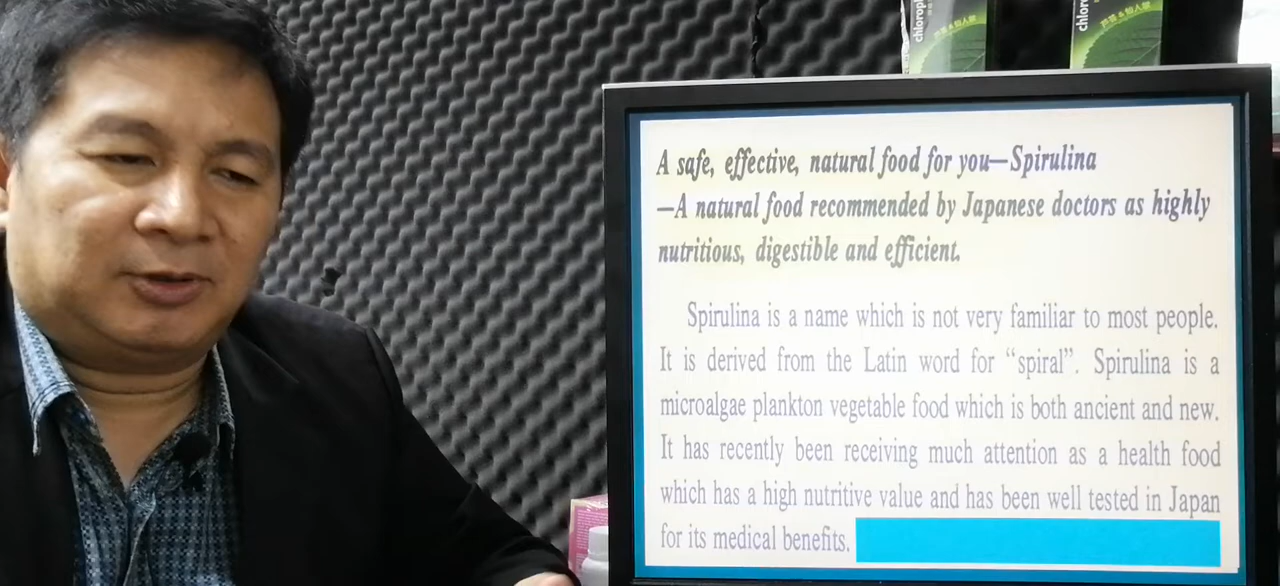 A safe, effective, natural food for you—Spirulina
—A natural food recommended by Japanese doctors as highly
nutritious, digestible and efficient.
Spirulina is a name which is not very familiar to most people.
It is derived from the Latin word for “spiral”. Spirulina is a
microalgae plankton vegetable food which is both ancient and new.
It has recently been receiving much attention as a health food
which has a high nutritive value and has been well tested in Japan
for its medical benefits.